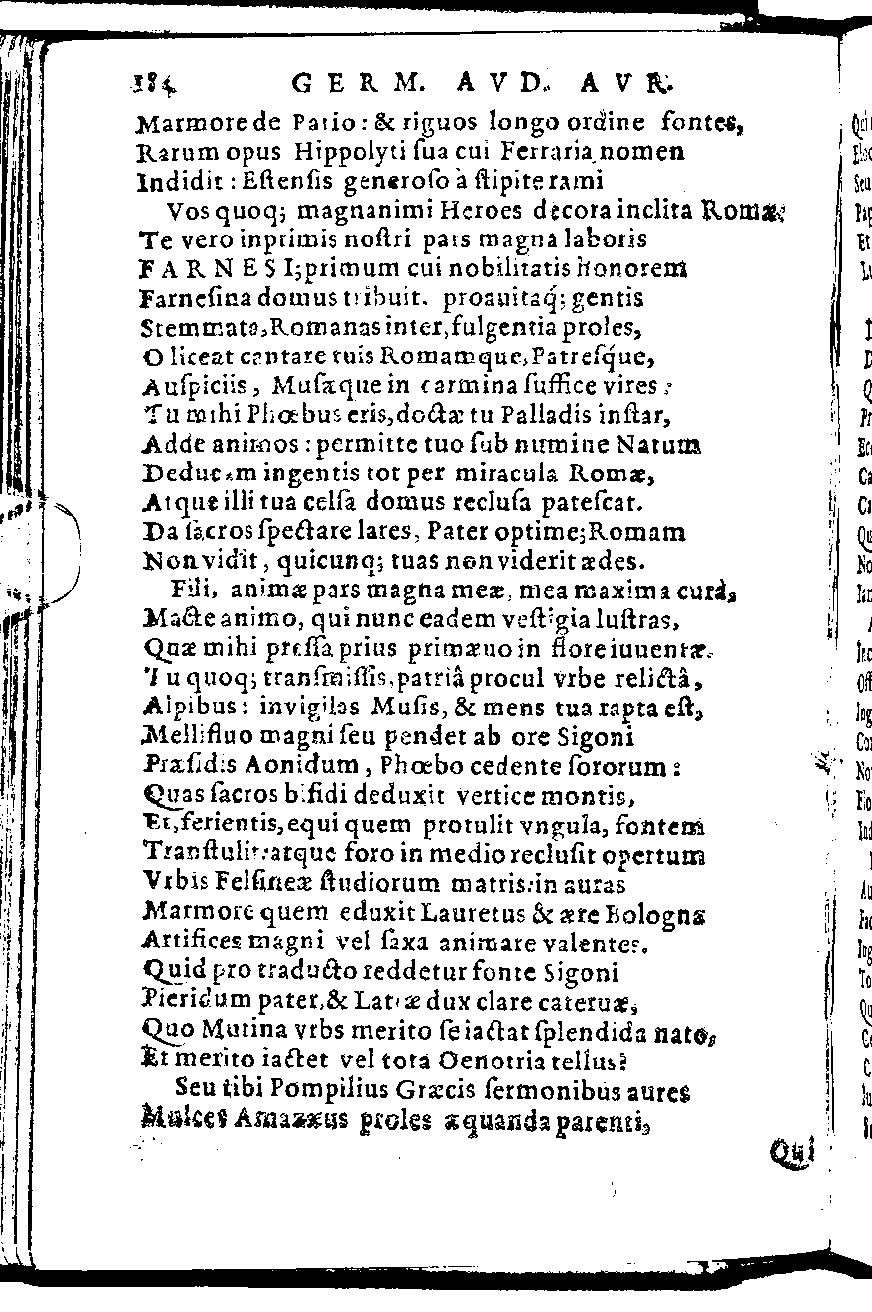 184 GERM. AVD. AVR.
Marmore de Patio: & riguos longo ordine fontes,
Rarum opus Hippolyti ſua cui Ferraria nomen
Indidit: Eſtenſis generoſo à ſtipite rami
Vos quoq; magnanimi Heroes decora inclita Romæ;
Te vero inprimis noſtri pars magna laboris
FARNESI; primum cui nobilitatis honorem
Farneſina domus tribuit. proauitaq́; gentis
Stemmata, Romanas inter, fulgentia proles,
O liceat cantare tuis Romamque, Patreſq́ue,
Auſpiciis, Muſæque in carmina ſuffice vires:
Tu mihi Phœbus eris, doctæ tu Palladis inſtar,
Adde animos: permitte tuo ſub numine Natum
Deducam ingentis tot per miracula Romæ,
Atque illi tua celſa domus recluſa pateſcat.
Da ſacros ſpectare lares, Pater optime; Romam
Non vidit, quicunq; tuas non viderit ædes.
Fili, animæ pars magna meæ, mea maxima cura,
Macte animo, qui nunc eadem veſtigia luſtras,
Quæ mihi preſſa prius primæuo in flore iuuentæ.
Tu quoq; tranſmiſſis, patriâ procul vrbe relictâ,
Alpibus: invigilas Muſis, & mens tua rapta eſt,
Mellifluo magni ſeu pendet ab ore Sigoni
Præſidis Aonidum, Phœbo cedente ſororum:
Quas ſacros bifidi deduxit vertice montis,
Et, ferientis, equi quem protulit vngula, fontem
Tranſtulit: atque foro in medio recluſit opertum
Vrbis Felſineæ ſtudiorum matris: in auras
Marmore quem eduxit Lauretus & ære Bologna
Artifices magni vel ſaxa animare valentes.
Quid pro traducto reddetur fonte Sigoni
Pieridum pater, & Latiæ dux clare cateruæ,
Quo Mutina vrbs merito ſe iactat ſplendida nato,
Et merito iactet vel tota Oenotria tellus?
Seu tibi Pompilius Græcis ſermonibus aures
Mulces Amazæus proles æquanda parenti,
Qui